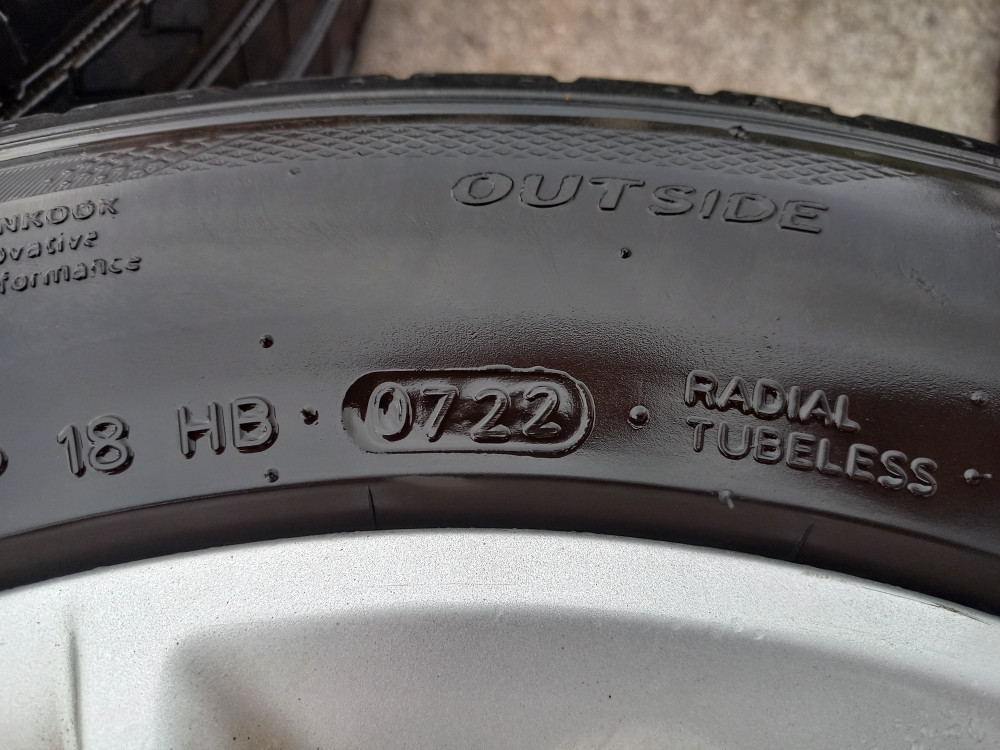 OUTSIDE
NKOOK
ovative
formance
18 HB 0722
RADIAL
TUBELESS